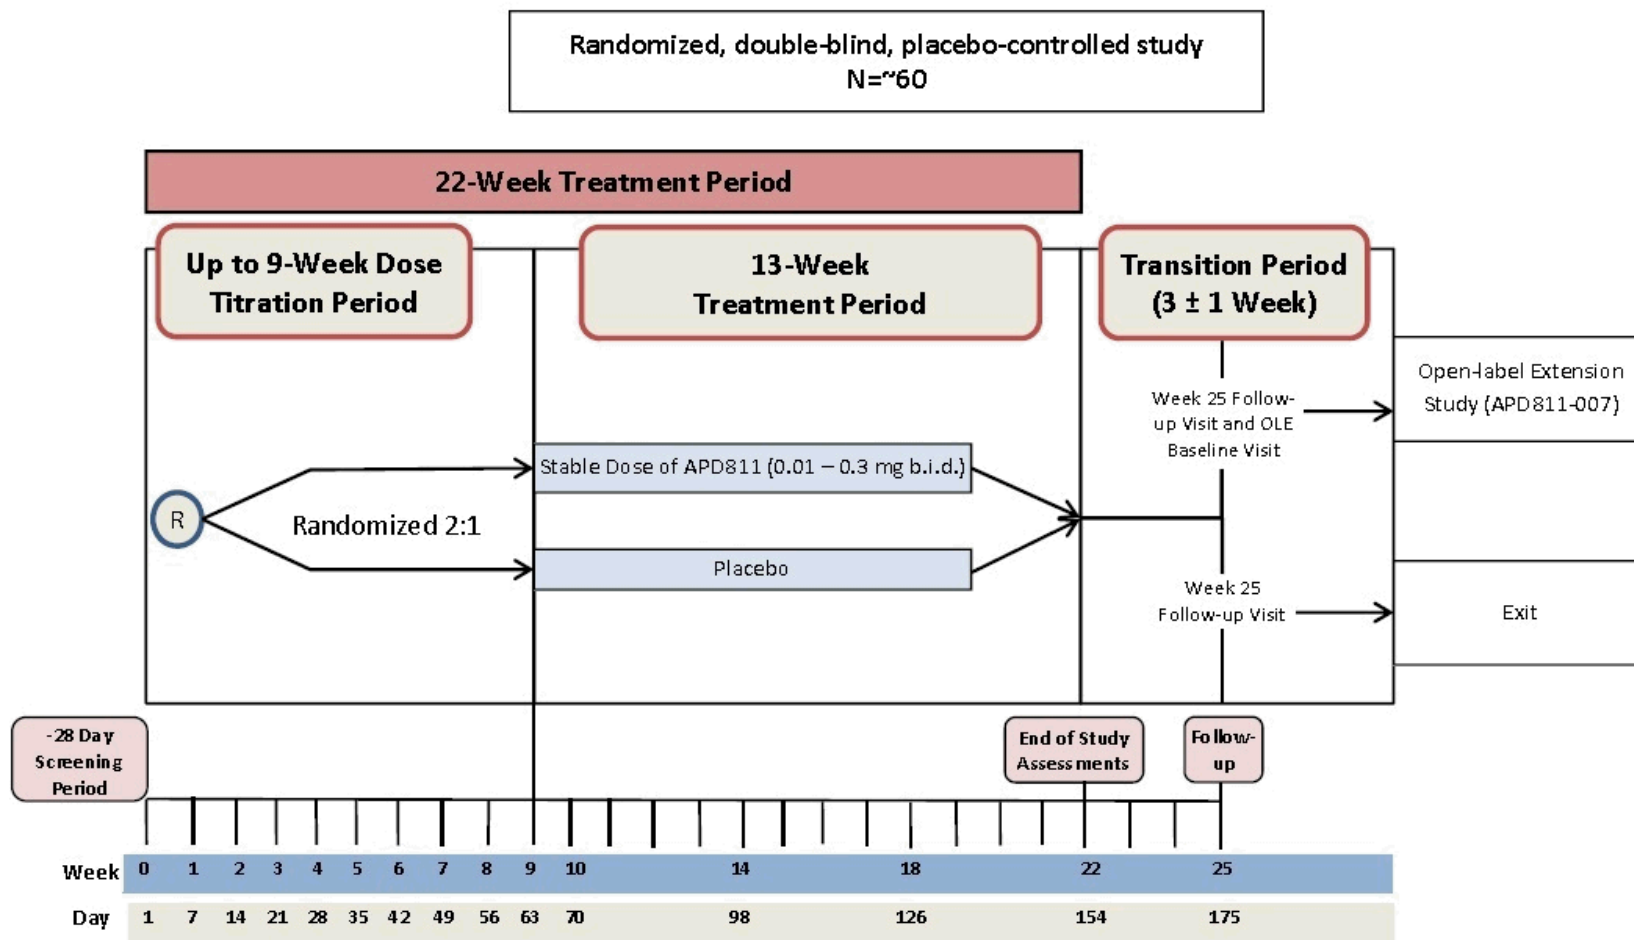 Randomized, double-blind, placebo-controlled study
N=~60
22-Week Treatment Period
Up to 9-Week Dose
Titration Period
13-Week
Treatment Period
Transition Period
(3 ± 1 Week)
Open-label Extension
Study (APD811-007)
Week 25 Follow-
up Visit and OLE
Baseline Visit
Stable Dose of APD811 (0.01 – 0.3 mg b.i.d.)
R
Randomized 2:1
Placebo
Week 25
Follow-up Visit
Exit
-28 Day
Screening
Period
End of Study
Assessments
Follow-
up
Week 0 1 2 3 4 5 6 7 8 9 10 14 18 22 25
Day 1 7 14 21 28 35 42 49 56 63 70 98 126 154 175